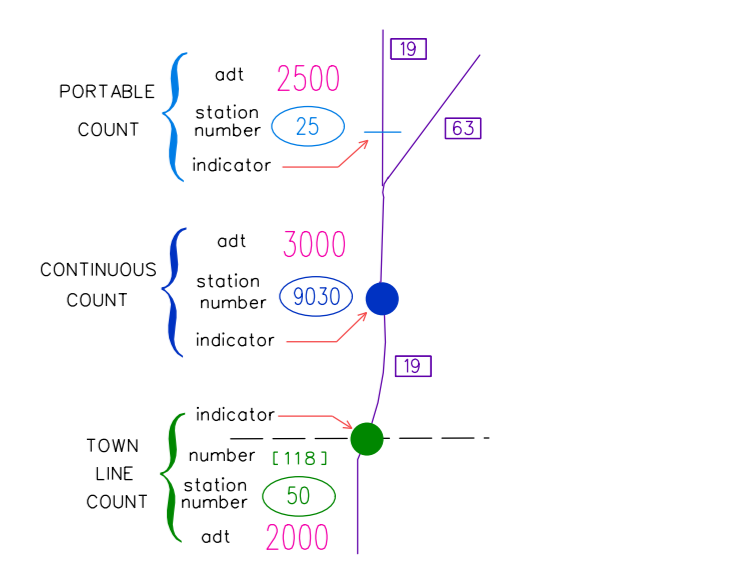 19
adt 2500
PORTABLE
COUNT
station
number 25
63
indicator
adt 3000
CONTINUOUS
COUNT
station
number 9030
indicator
19
indicator
TOWN
LINE
COUNT
number [118]
station
number 50
adt 2000